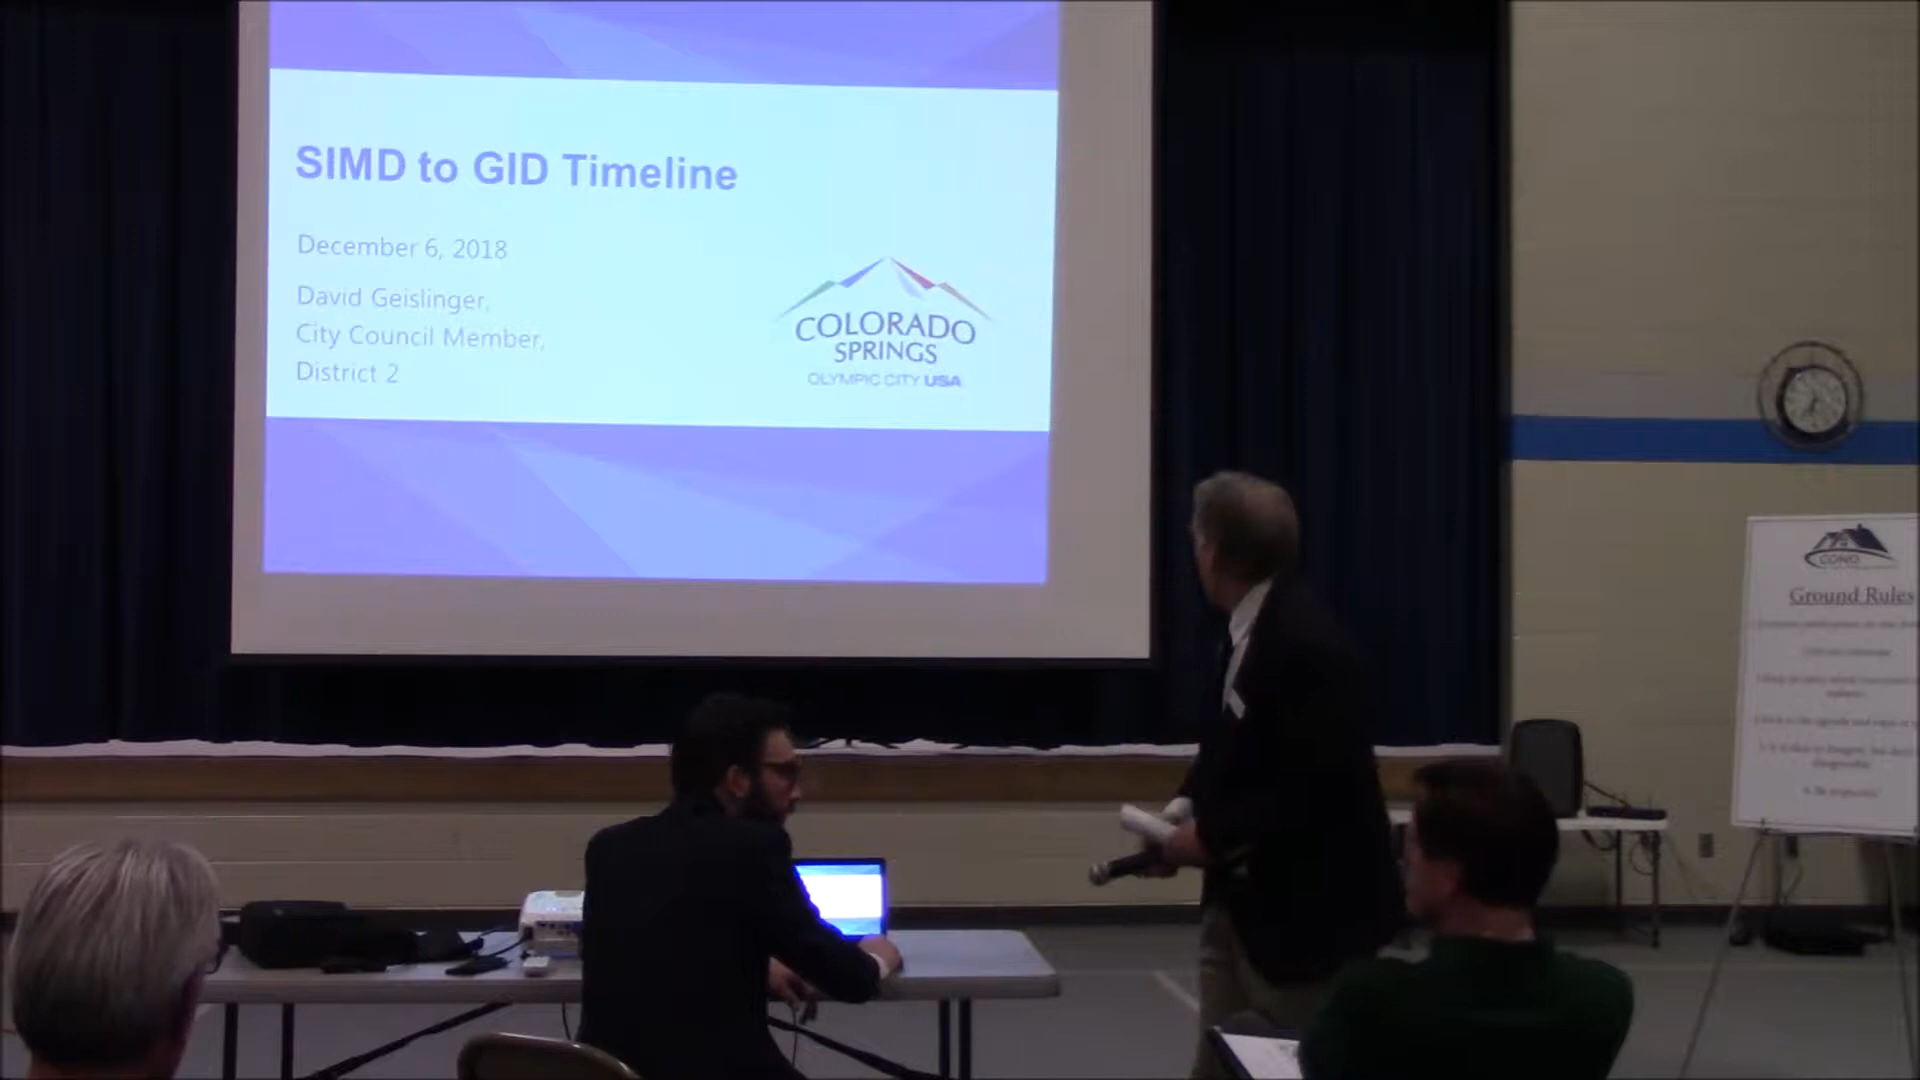 SIMD to GID Timeline
December 6, 2018
David Geislinger,
City Council Member,
District 2
COLORADO
SPRINGS
OLYMPIC CITY USA
CONO
Ground Rules